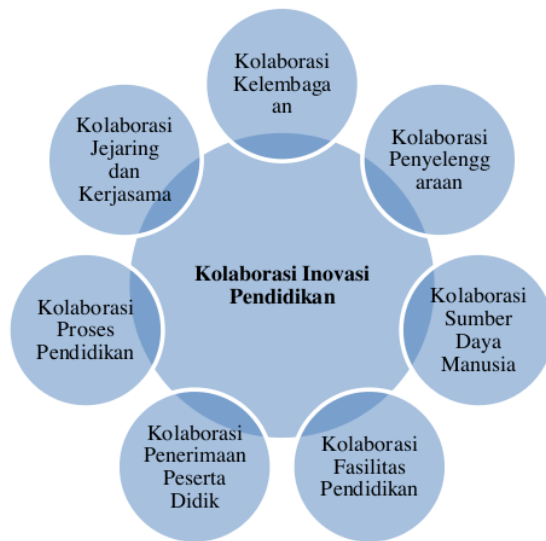 Kolaborasi
Kelembaga
an
Kolaborasi
Penyelengg
araan
Kolaborasi
Sumber
Daya
Manusia
Kolaborasi
Fasilitas
Pendidikan
Kolaborasi
Penerimaan
Peserta
Didik
Kolaborasi
Proses
Pendidikan
Kolaborasi
Jejaring
dan
Kerjasama
Kolaborasi Inovasi
Pendidikan